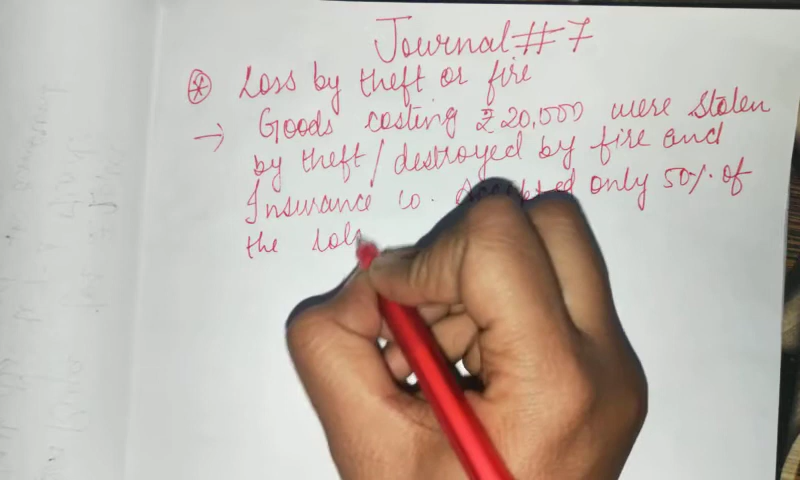 Journal #7
* Loss by theft or fire
→ Goods costing ₹ 20,000 were stolen
by theft / destroyed by fire and
Insurance Co. Accepted only 50% of
the